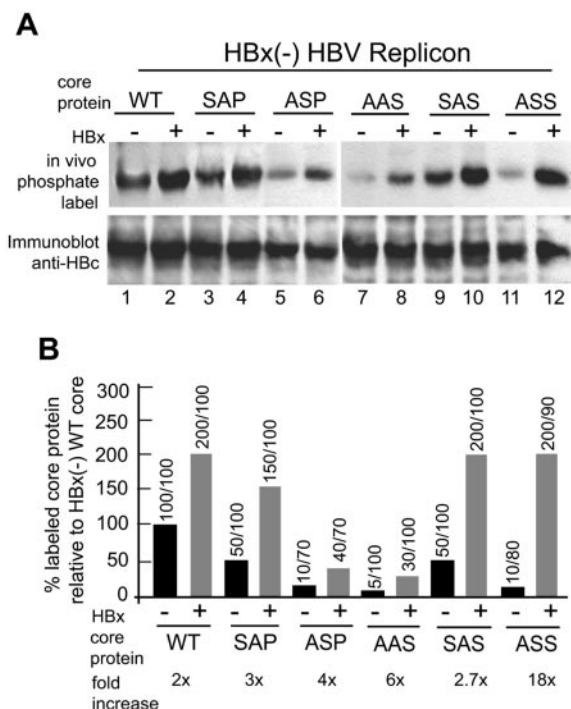 A
HBx(-) HBV Replicon
core protein WT SAP ASP AAS SAS ASS
HBx - + - + - + - + - + - +
in vivo phosphate label
Immunoblot anti-HBc
1 2 3 4 5 6 7 8 9 10 11 12
B
% labeled core protein relative to HBx(-) WT core
300
200
150
100
50
0
100/100 200/100 50/100 150/100 10/70 40/70 5/100 30/100 50/100 200/100 10/80 200/90
HBx - + - + - + - + - + - +
core protein WT SAP ASP AAS SAS ASS
fold increase 2x 3x 4x 6x 2.7x 18x